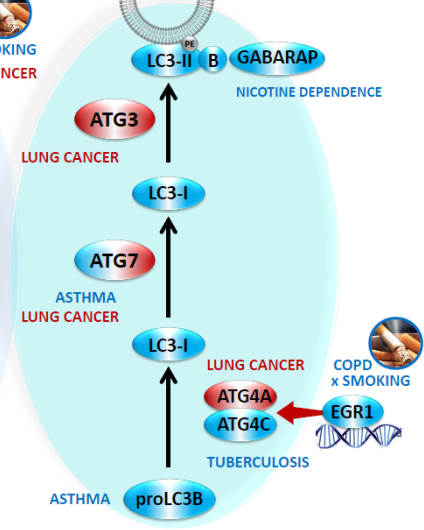 OKING
NCER
PE
LC3-II
B
GABARAP
NICOTINE DEPENDENCE
ATG3
LUNG CANCER
LC3-I
ATG7
ASTHMA
LUNG CANCER
LC3-I
LUNG CANCER
COPD
x SMOKING
ATG4A
ATG4C
EGR1
TUBERCULOSIS
ASTHMA
proLC3B